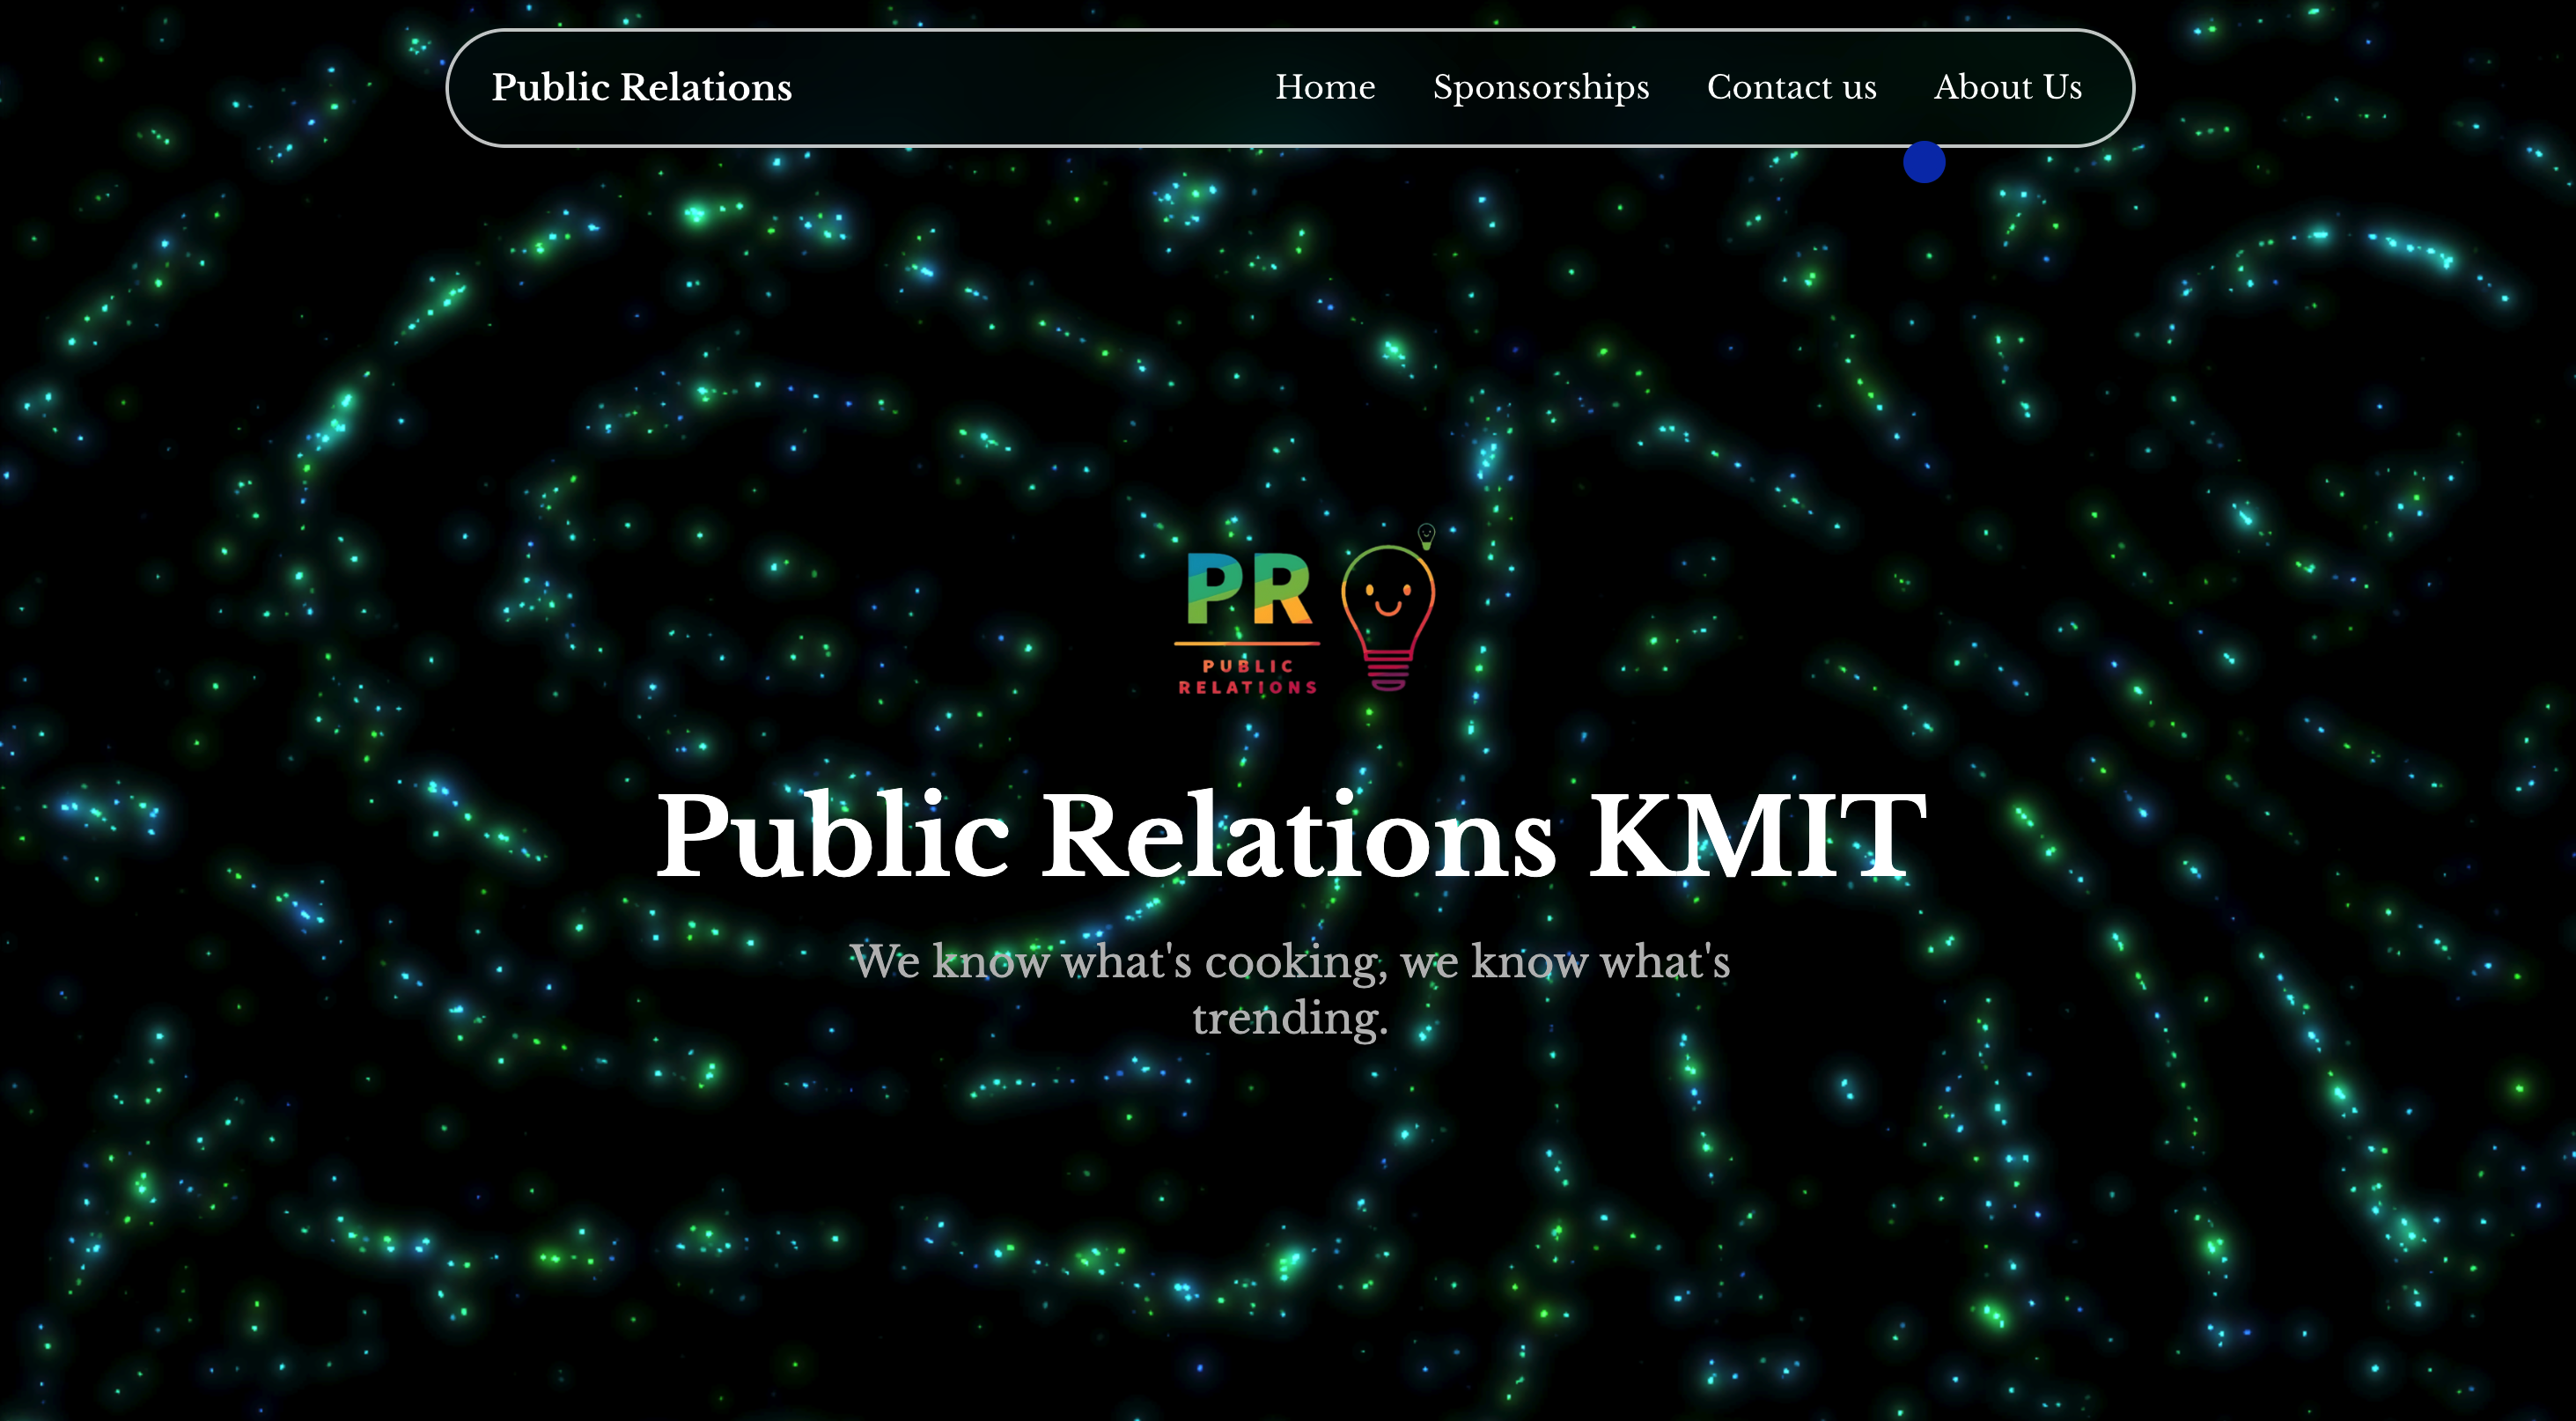 Public Relations
Home Sponsorships Contact us About Us
PR
PUBLIC
RELATIONS
Public Relations KMIT
We know what's cooking, we know what's
trending.